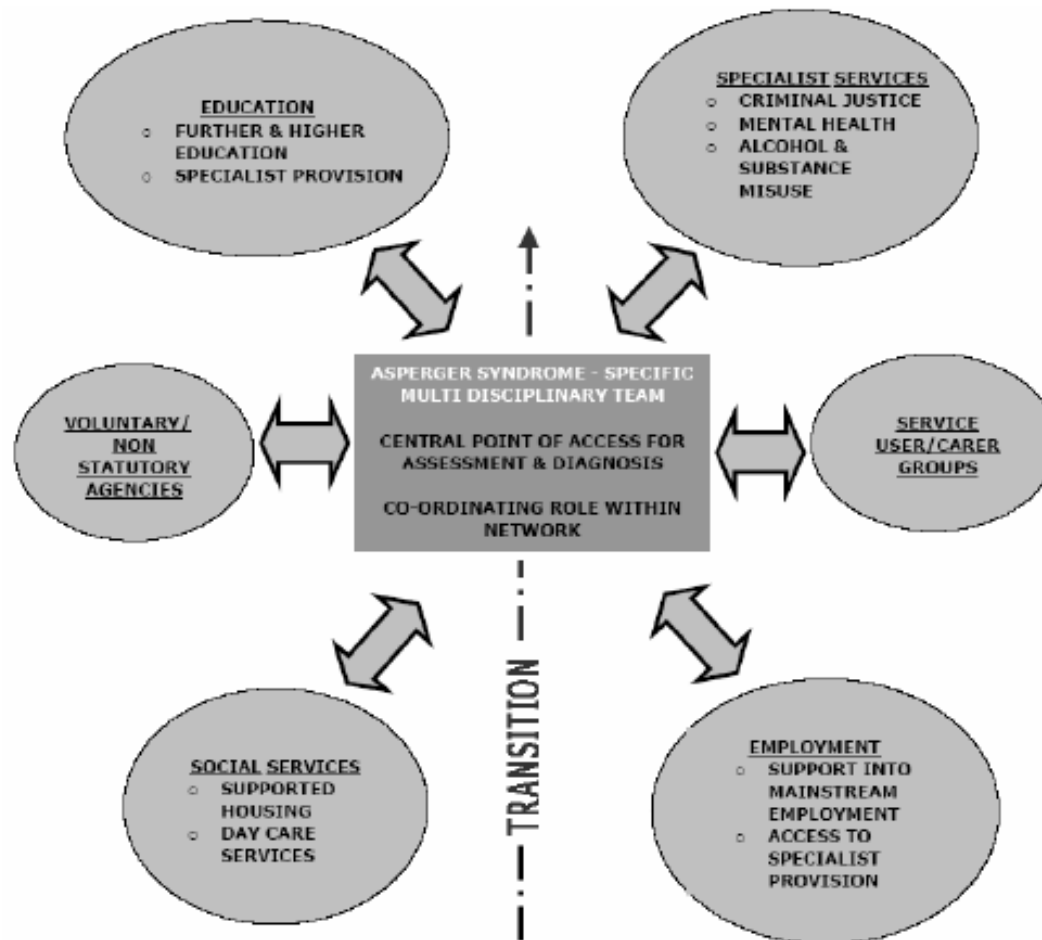 EDUCATION
FURTHER & HIGHER
EDUCATION
SPECIALIST PROVISION
SPECIALIST SERVICES
CRIMINAL JUSTICE
MENTAL HEALTH
ALCOHOL &
SUBSTANCE
MISUSE
VOLUNTARY/
NON
STATUTORY
AGENCIES
ASPERGER SYNDROME - SPECIFIC
MULTI DISCIPLINARY TEAM
CENTRAL POINT OF ACCESS FOR
ASSESSMENT & DIAGNOSIS
CO-ORDINATING ROLE WITHIN
NETWORK
SERVICE
USER/CARER
GROUPS
SOCIAL SERVICES
SUPPORTED
HOUSING
DAY CARE
SERVICES
TRANSITION
EMPLOYMENT
SUPPORT INTO
MAINSTREAM
EMPLOYMENT
ACCESS TO
SPECIALIST
PROVISION